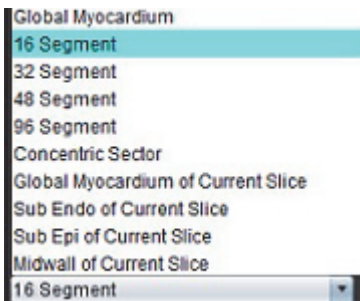 Global Myocardium
16 Segment
32 Segment
48 Segment
96 Segment
Concentric Sector
Global Myocardium of Current Slice
Sub Endo of Current Slice
Sub Epi of Current Slice
Midwall of Current Slice
16 Segment